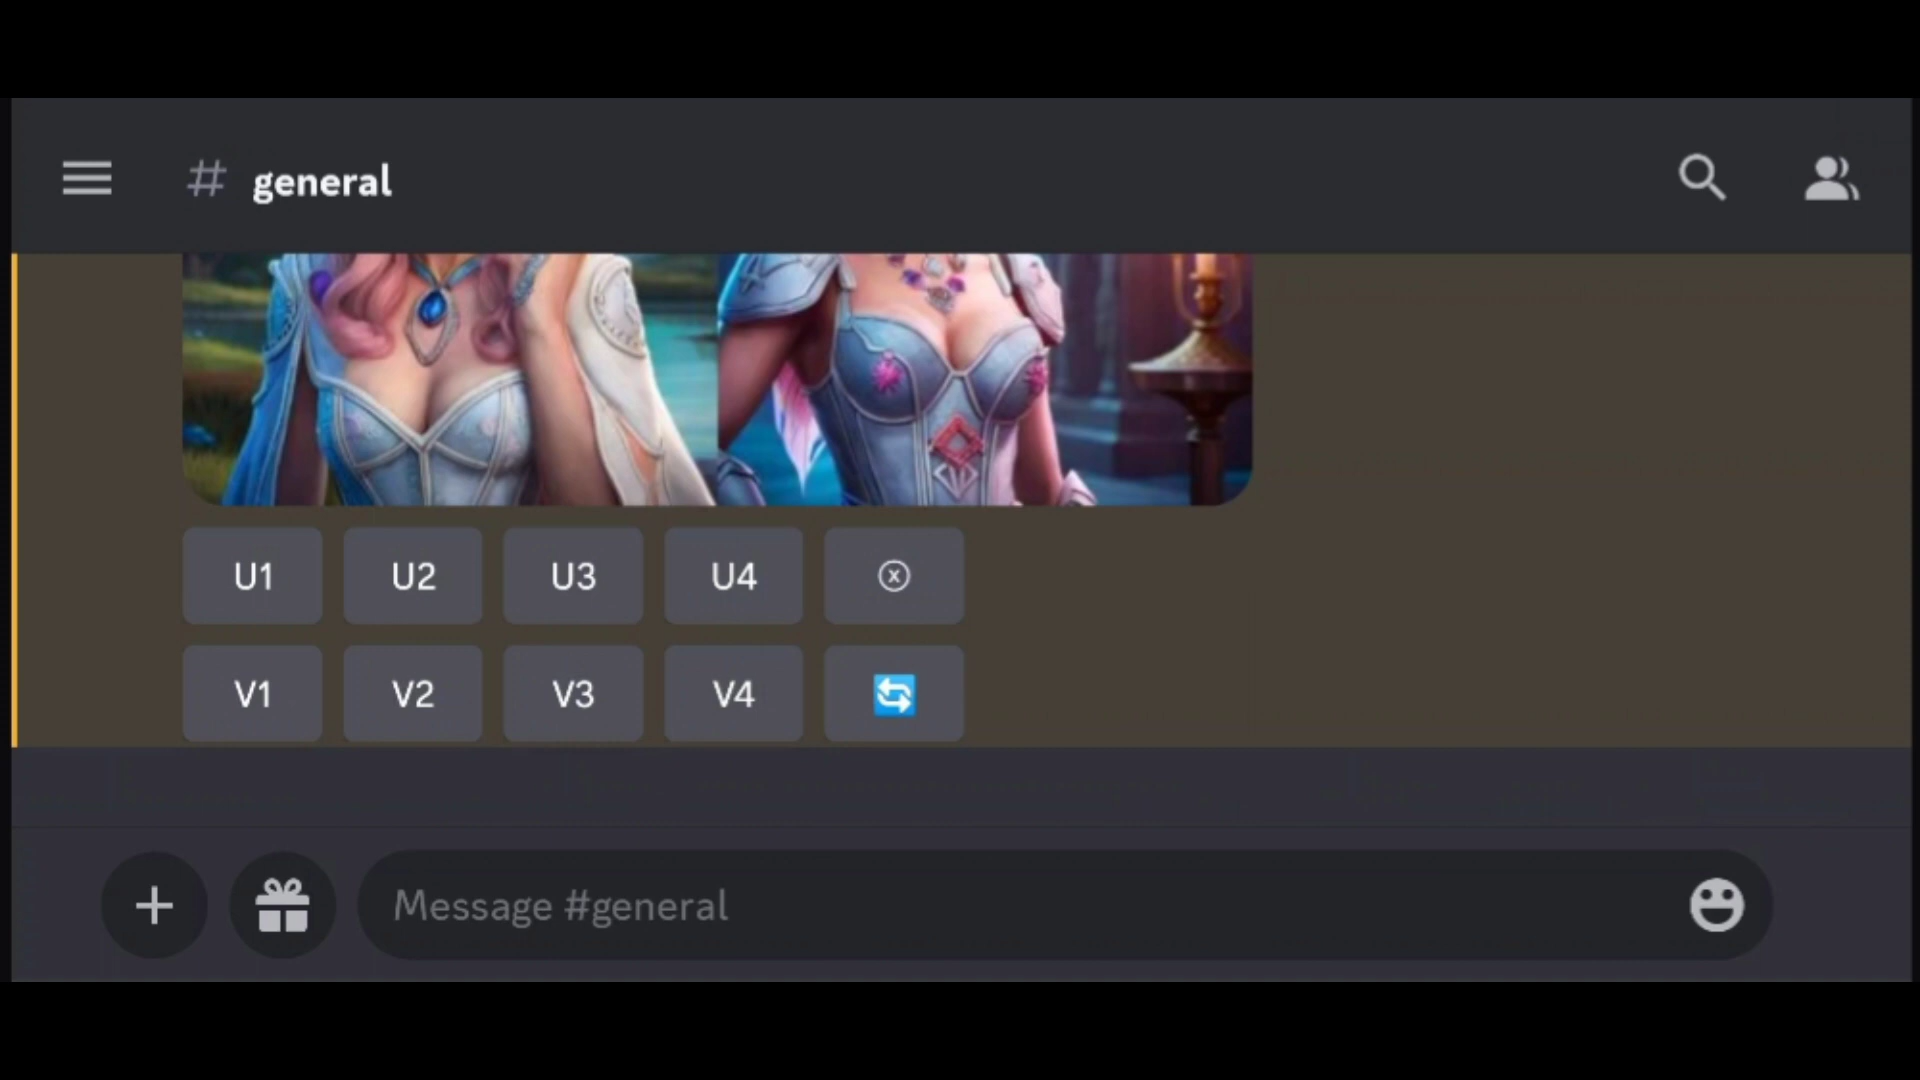 # general
U1 U2 U3 U4
V1 V2 V3 V4
Message #general